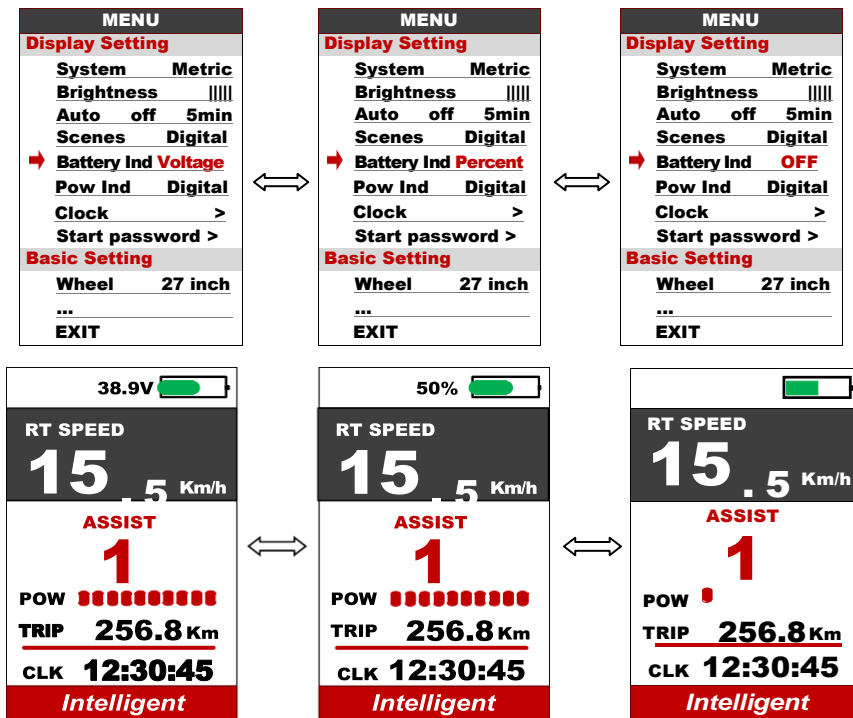 MENU
Display Setting
System Metric
Brightness |||||
Auto off 5min
Scenes Digital
Battery Ind Voltage
Pow Ind Digital
Clock >
Start password >
Basic Setting
Wheel 27 inch
...
EXIT
MENU
Display Setting
System Metric
Brightness |||||
Auto off 5min
Scenes Digital
Battery Ind Percent
Pow Ind Digital
Clock >
Start password >
Basic Setting
Wheel 27 inch
...
EXIT
MENU
Display Setting
System Metric
Brightness |||||
Auto off 5min
Scenes Digital
Battery Ind OFF
Pow Ind Digital
Clock >
Start password >
Basic Setting
Wheel 27 inch
...
EXIT
38.9V
RT SPEED
15.5 Km/h
ASSIST
1
POW
TRIP 256.8 Km
CLK 12:30:45
Intelligent
50%
RT SPEED
15.5 Km/h
ASSIST
1
POW
TRIP 256.8 Km
CLK 12:30:45
Intelligent
RT SPEED
15.5 Km/h
ASSIST
1
POW
TRIP 256.8 Km
CLK 12:30:45
Intelligent